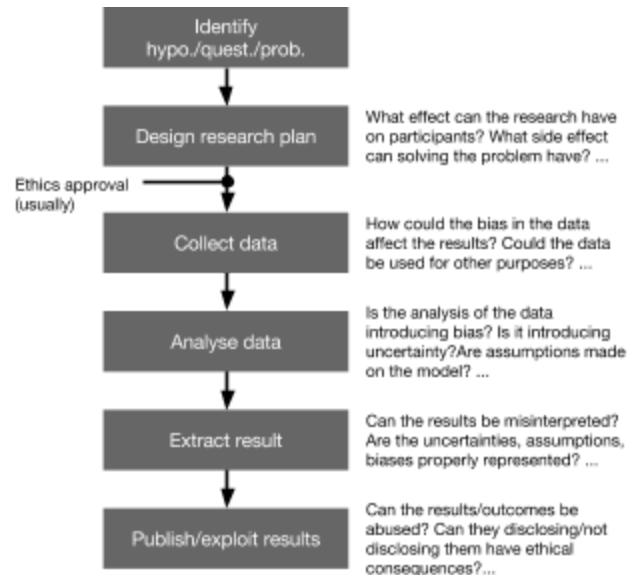 Identify
hypo./quest./prob.
Design research plan
What effect can the research have
on participants? What side effect
can solving the problem have? ...
Ethics approval
(usually)
Collect data
How could the bias in the data
affect the results? Could the data
be used for other purposes? ...
Analyse data
Is the analysis of the data
introducing bias? Is it introducing
uncertainty?Are assumptions made
on the model? ...
Extract result
Can the results be misinterpreted?
Are the uncertainties, assumptions,
biases properly represented? ...
Publish/exploit results
Can the results/outcomes be
abused? Can they disclosing/not
disclosing them have ethical
consequences?...